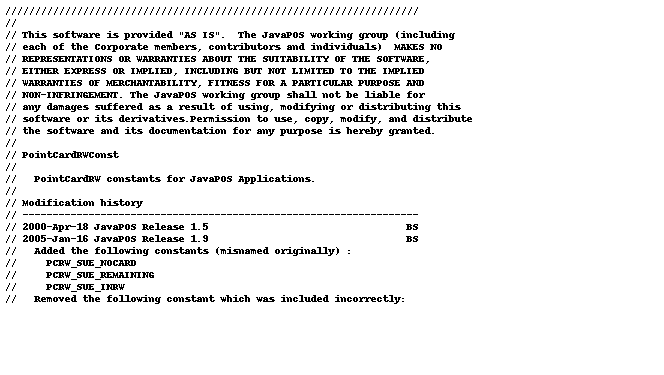 //////////////////////////////////////////////////////////////////////
//
// This software is provided "AS IS".  The JavaPOS working group (including
// each of the Corporate members, contributors and individuals)  MAKES NO
// REPRESENTATIONS OR WARRANTIES ABOUT THE SUITABILITY OF THE SOFTWARE,
// EITHER EXPRESS OR IMPLIED, INCLUDING BUT NOT LIMITED TO THE IMPLIED
// WARRANTIES OF MERCHANTABILITY, FITNESS FOR A PARTICULAR PURPOSE AND
// NON-INFRINGEMENT. The JavaPOS working group shall not be liable for
// any damages suffered as a result of using, modifying or distributing this
// software or its derivatives.Permission to use, copy, modify, and distribute
// the software and its documentation for any purpose is hereby granted.
//
// PointCardRWConst
//
//   PointCardRW constants for JavaPOS Applications.
//
// Modification history
// ------------------------------------------------------------------
// 2000-Apr-18 JavaPOS Release 1.5                                 BS
// 2005-Jan-16 JavaPOS Release 1.9                                 BS
//   Added the following constants (misnamed originally) :
//     PCRW_SUE_NOCARD
//     PCRW_SUE_REMAINING
//     PCRW_SUE_INRW
//   Removed the following constant which was included incorrectly: